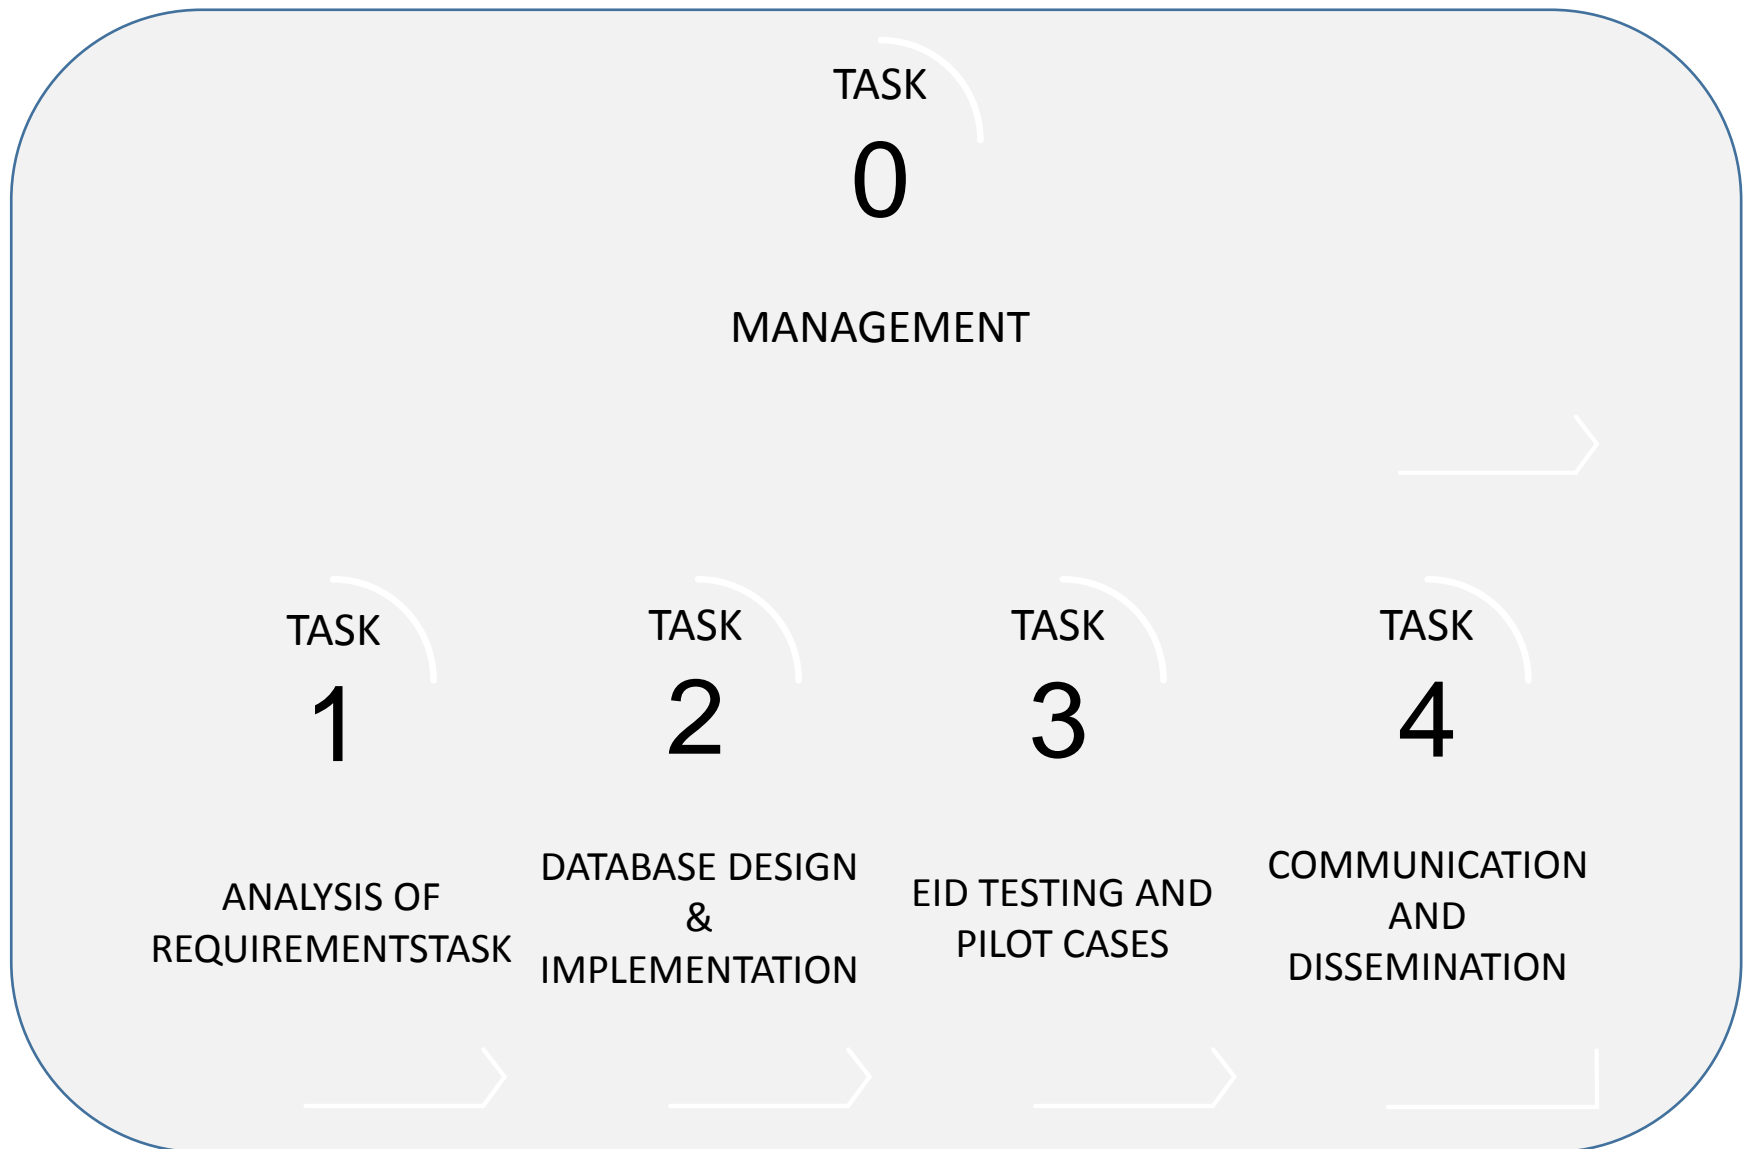 TASK
0
MANAGEMENT
TASK
1
ANALYSIS OF
REQUIREMENTSTASK
TASK
2
DATABASE DESIGN
&
IMPLEMENTATION
TASK
3
EID TESTING AND
PILOT CASES
TASK
4
COMMUNICATION
AND
DISSEMINATION